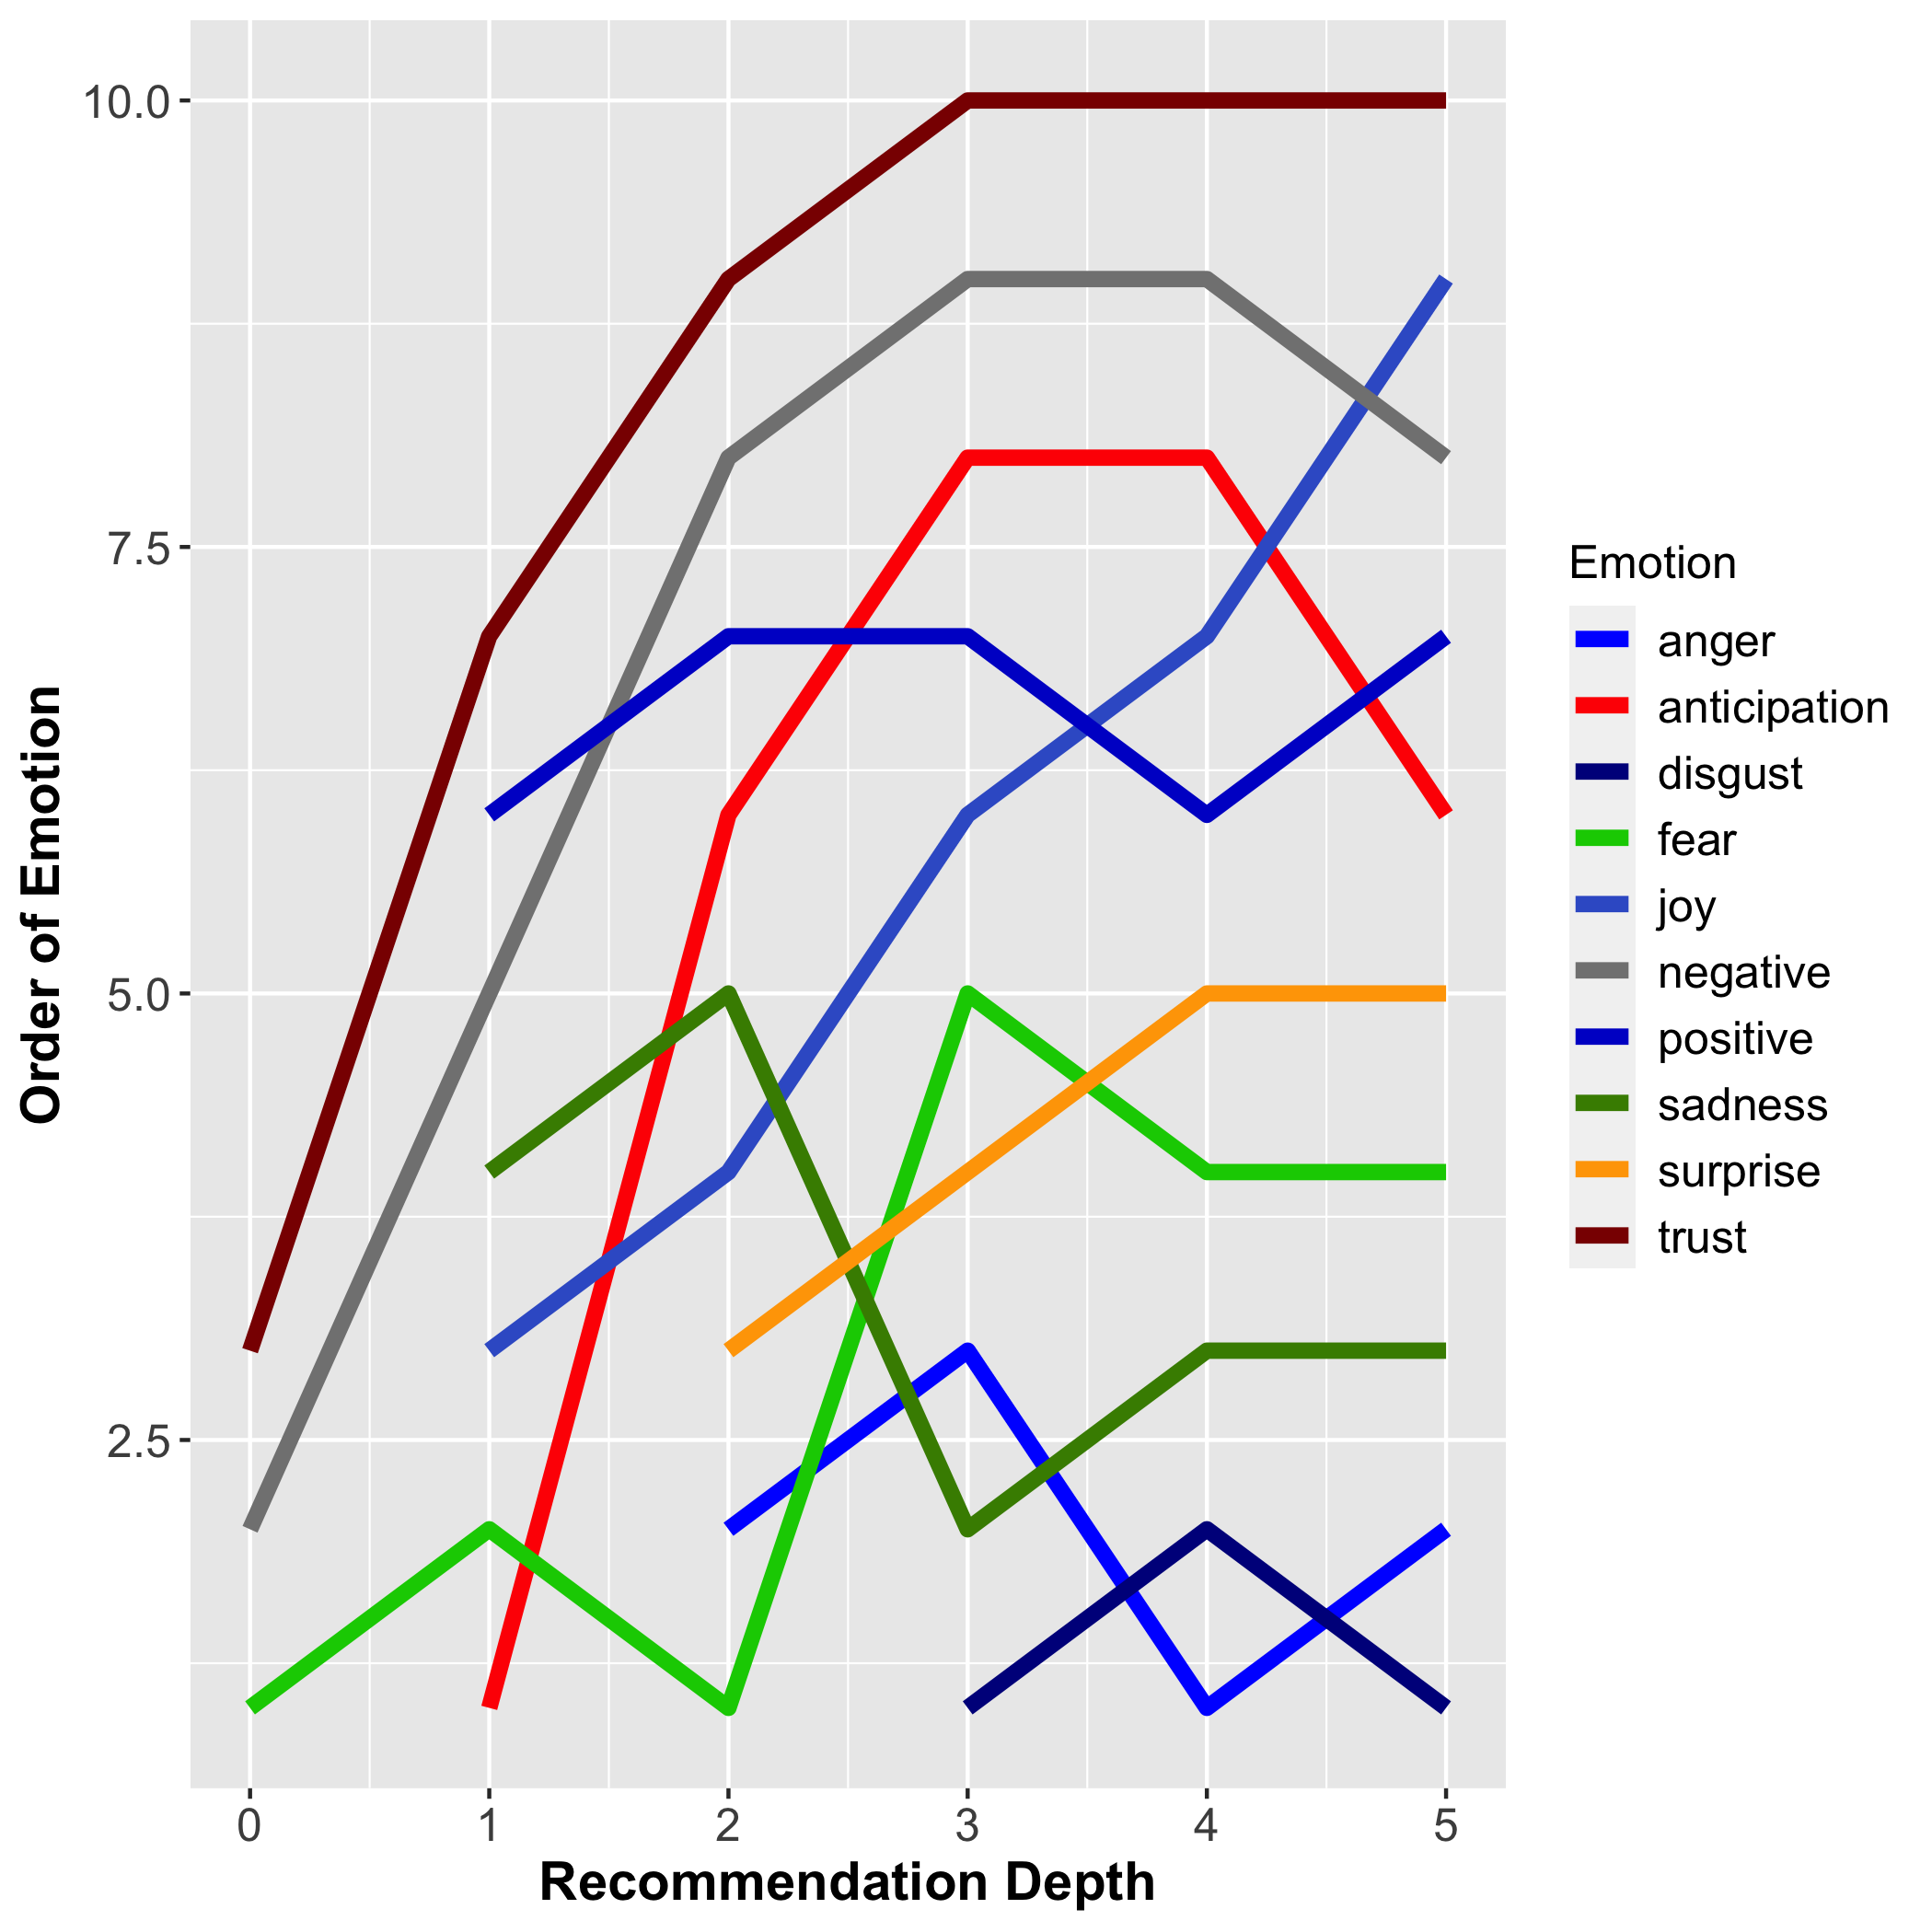 10.0
7.5
5.0
2.5
Order of Emotion
0 1 2 3 4 5
Recommendation Depth
Emotion
anger
anticipation
disgust
fear
joy
negative
positive
sadness
surprise
trust